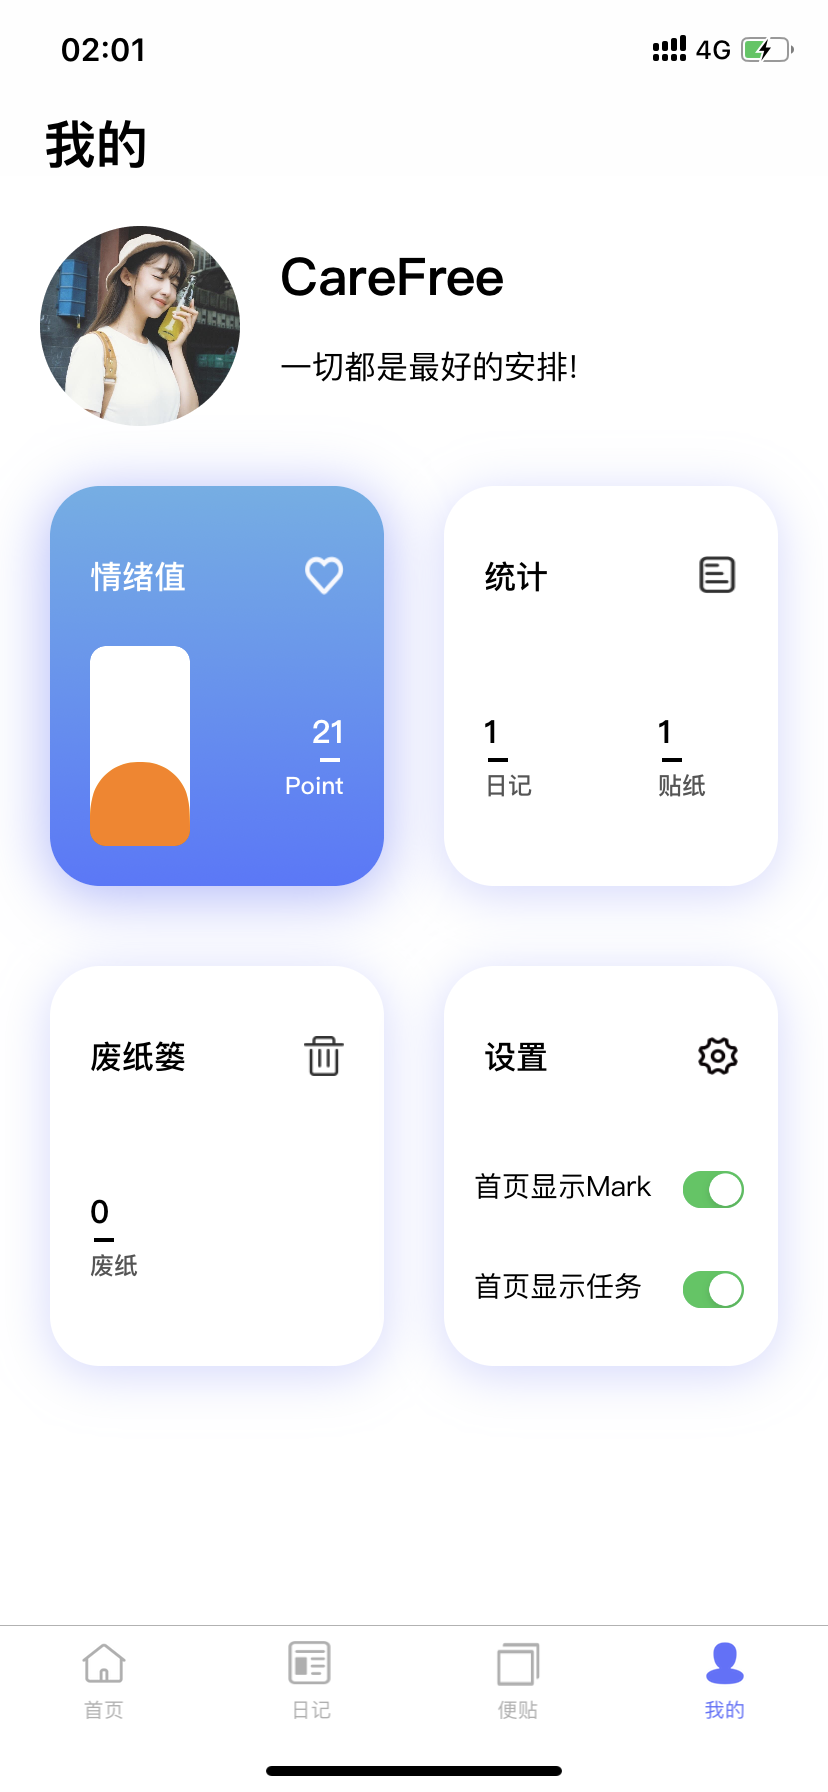 02:01
4G
我的
CareFree
一切都是最好的安排!
情绪值
21
Point
统计
1
日记
1
贴纸
废纸篓
0
废纸
设置
首页显示Mark
首页显示任务
首页
日记
便贴
我的